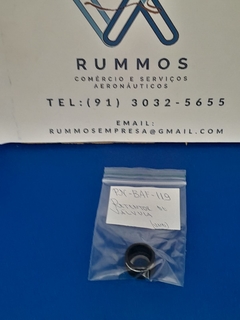 RUMMOS
COMÉRCIO E SERVIÇOS
AERONÁUTICOS
TEL:(91) 3032-5655
EMAIL:
RUMMOSEMPRESA@GMAIL.COM